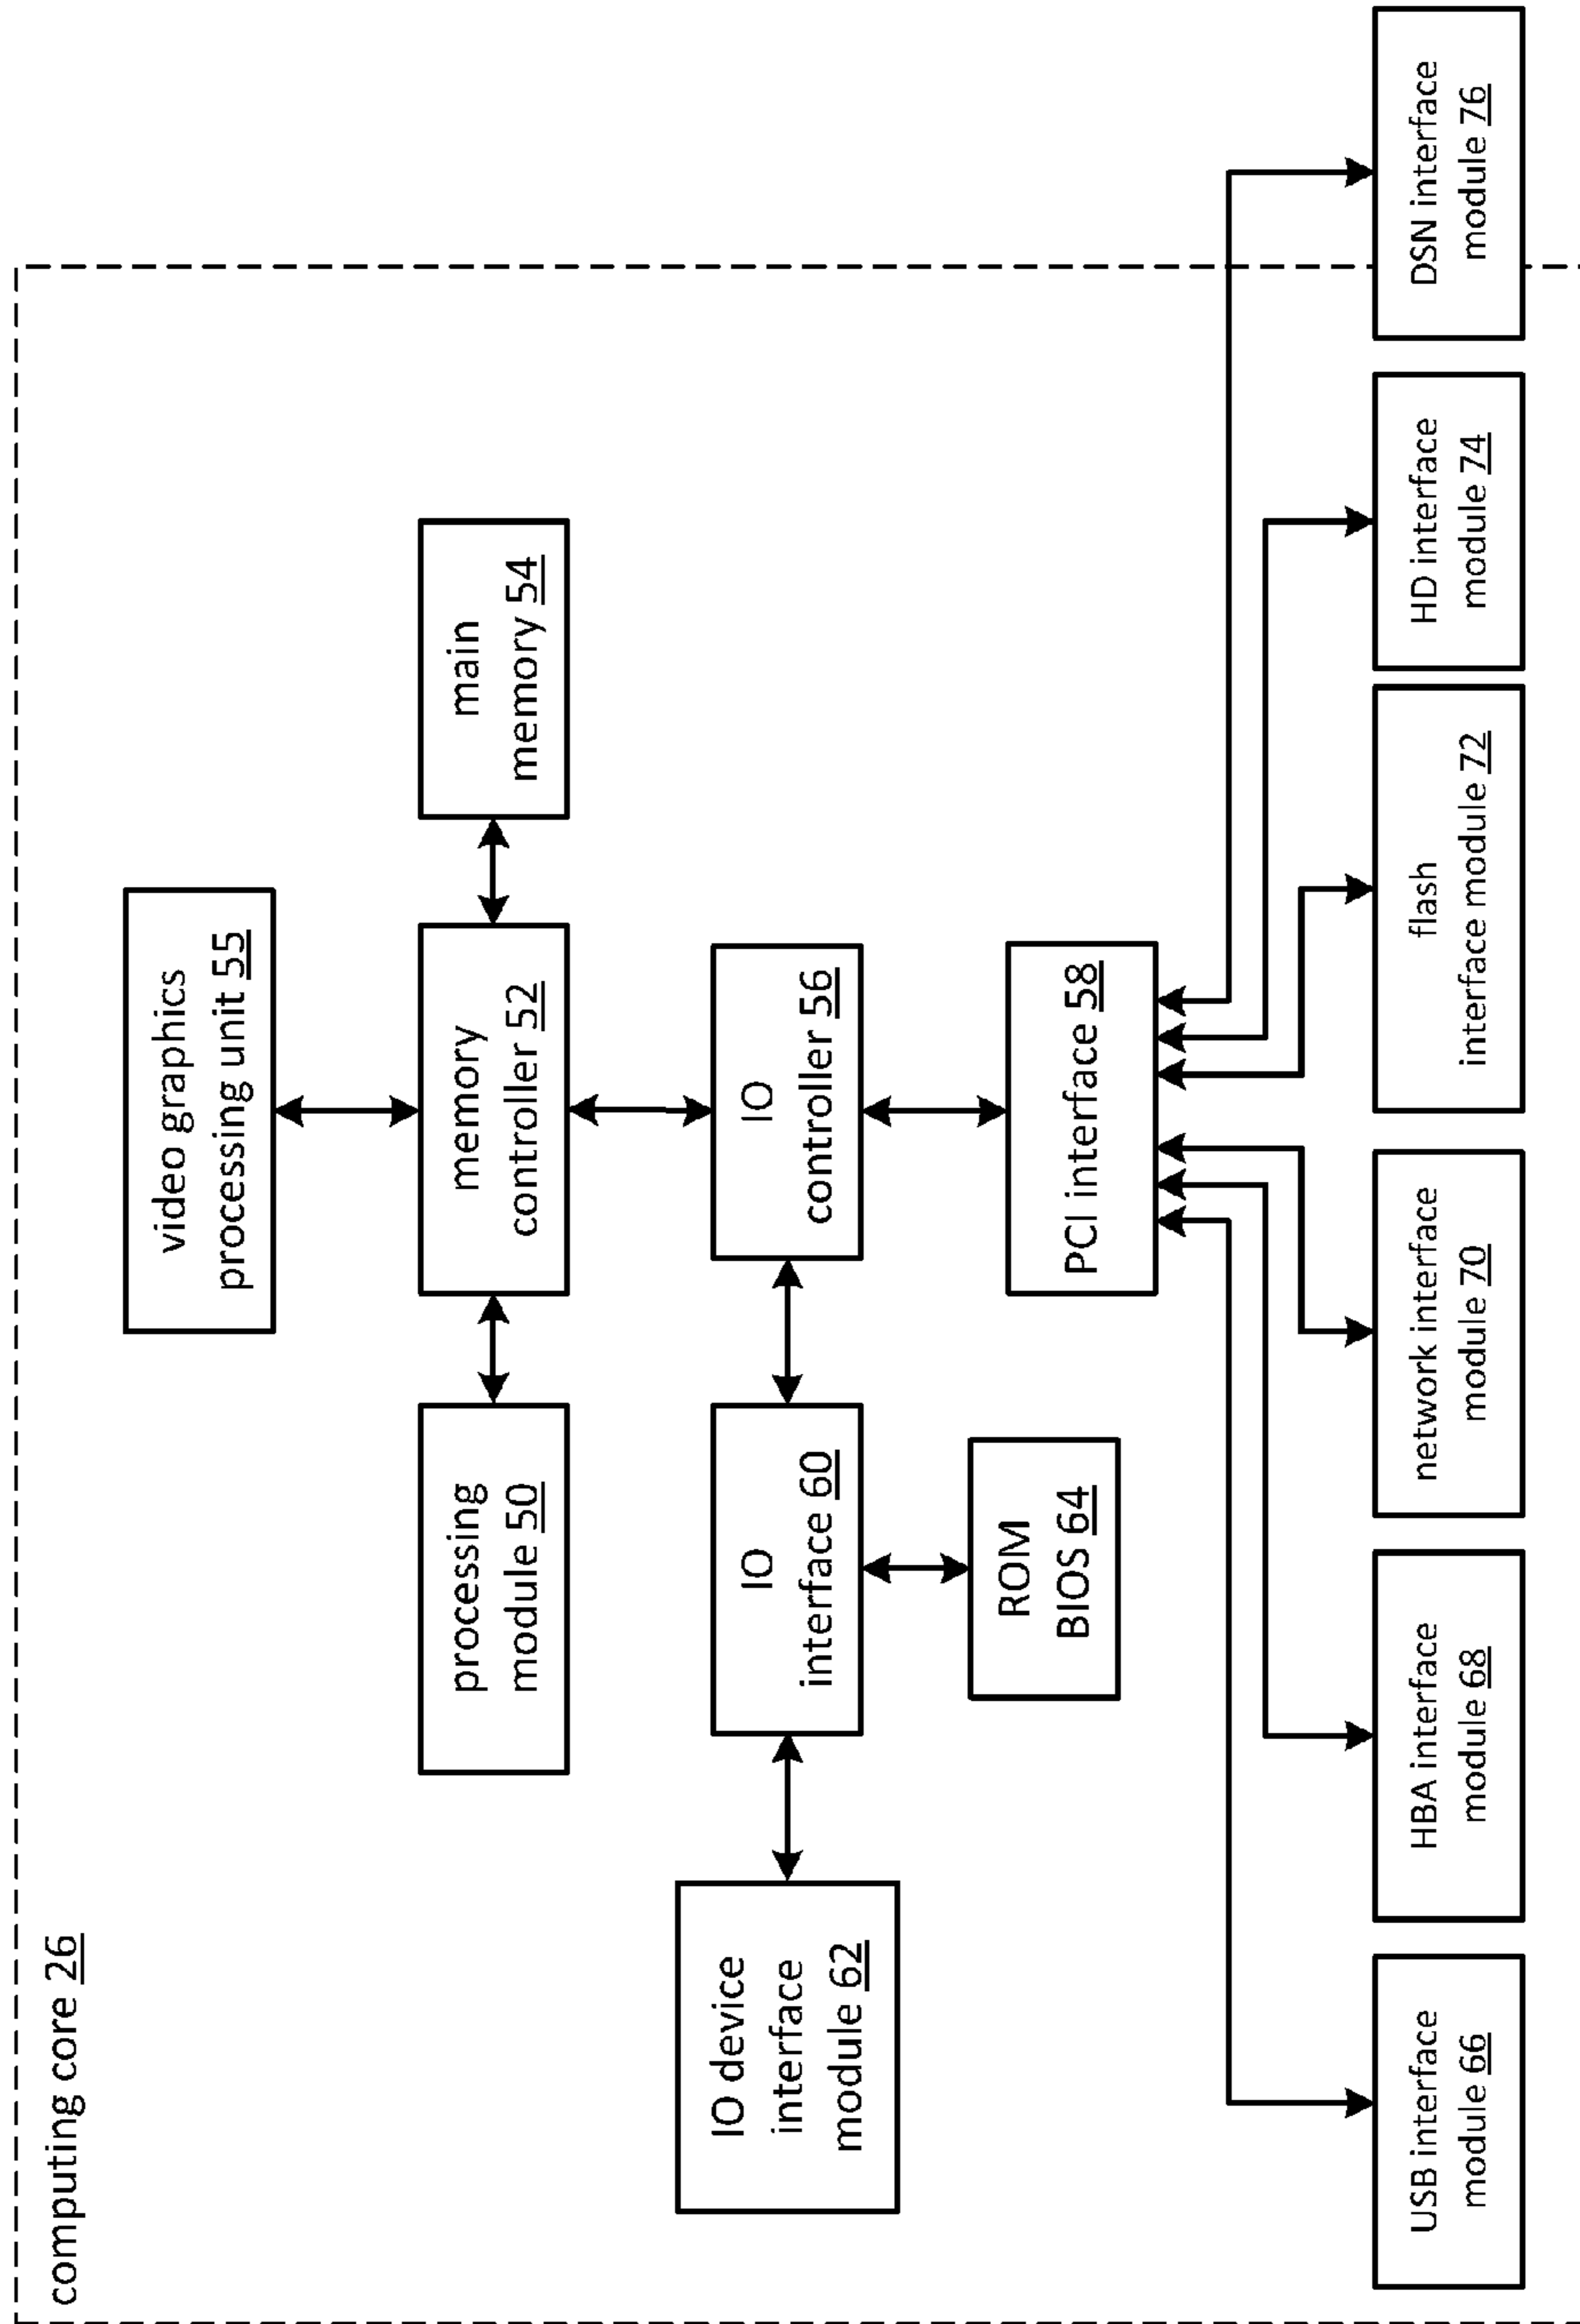 computing core 26
video graphics
processing unit 55
processing
module 50
memory
controller 52
main
memory 54
IO device
interface
module 62
IO
interface 60
IO
controller 56
ROM
BIOS 64
PCI interface 58
USB interface
module 66
HBA interface
module 68
network interface
module 70
flash
interface module 72
HD interface
module 74
DSN interface
module 76